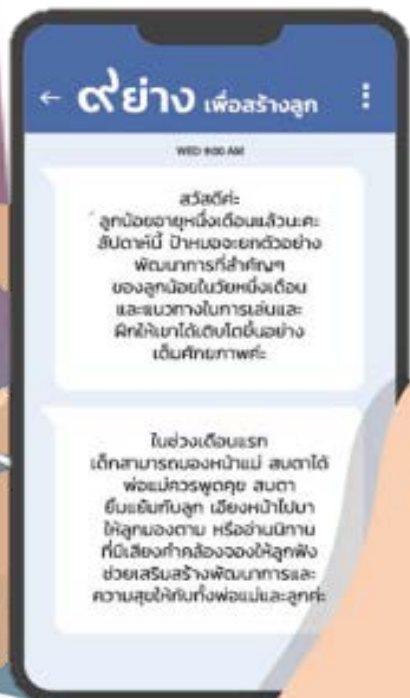 ๙ย่าง เพื่อสร้างลูก
WED 9:00 AM
สวัสดีค่ะ
ลูกน้อยอายุหนึ่งเดือนแล้วนะคะ
สัปดาห์นี้ ป้าหมอจะยกตัวอย่าง
พัฒนาการที่สำคัญๆ
ของลูกน้อยในวัยหนึ่งเดือน
และแนวทางในการเล่นและ
ฝึกให้เขาได้เติบโตขึ้นอย่าง
เต็มศักยภาพค่ะ
ในช่วงเดือนแรก
เด็กสามารถมองหน้าแม่ สบตาได้
พ่อแม่ควรพูดคุย สบตา
ยิ้มแย้มกับลูก เอียงหน้าไปมา
ให้ลูกมองตาม หรืออ่านนิทาน
ที่มีเสียงคำคล้องจองให้ลูกฟัง
ช่วยเสริมสร้างพัฒนาการและ
ความสุขให้กับทั้งพ่อแม่และลูกค่ะ